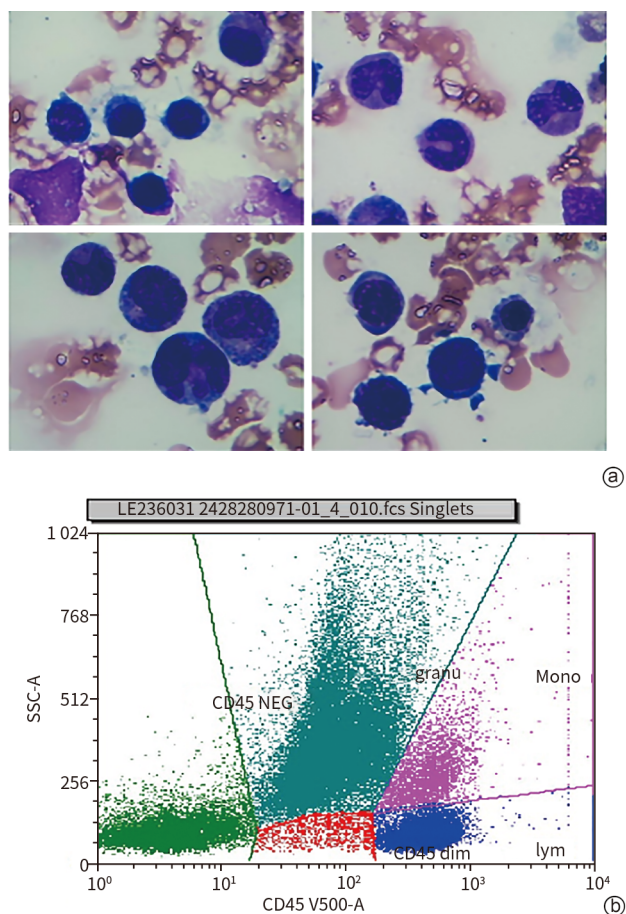 ⓐ
LE236031 2428280971-01_4_010.fcs Singlets
1 024
768
512
256
0
SSC-A
CD45 NEG
granu
Mono
CD45 dim
lym
10⁰
10¹
10²
10³
10⁴
CD45 V500-A
ⓑ